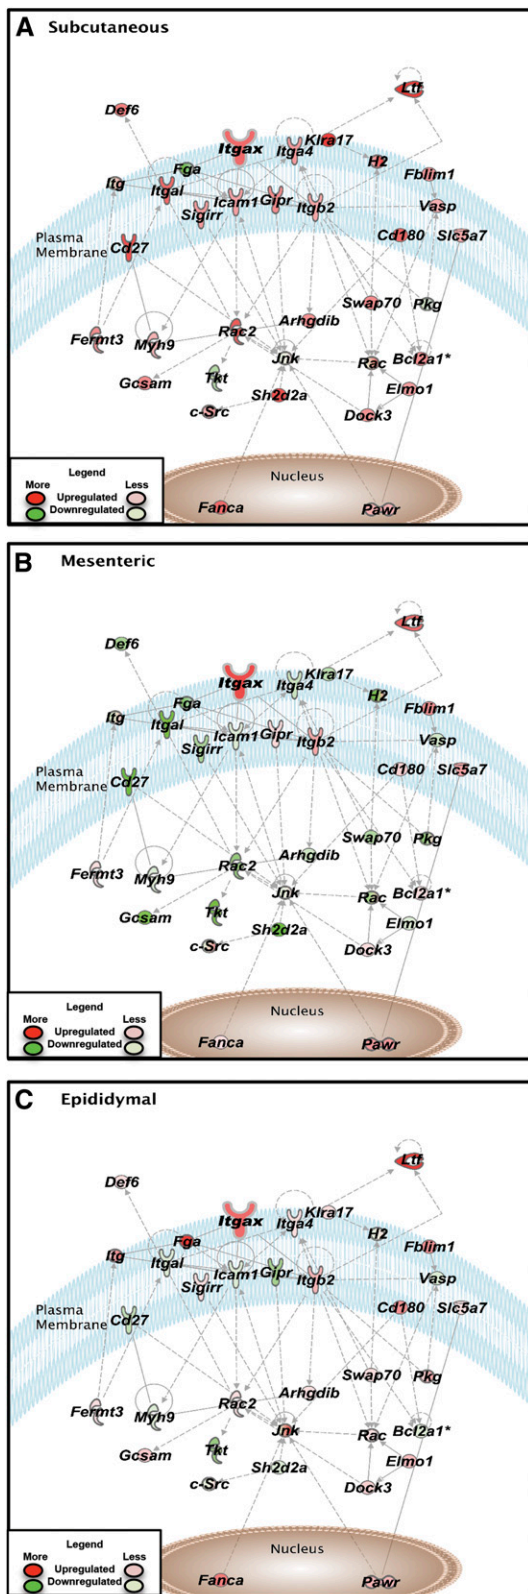 A Subcutaneous
Ltf
Def6
Itgax
Klra17
Itga4
H2
Fga
Itg
Itgal
Fblim1
Icam1
Gipr
Itgb2
Vasp
Sigirr
Plasma
Membrane
Cd27
Cd180
Slc5a7
Swap70
Pkg
Fermt3
Myh9
Rac2
Arhgdib
Jnk
Rac
Bcl2a1*
Gcsam
Tkt
Elmo1
c-Src
Sh2d2a
Dock3
Nucleus
Fanca
Pawr
Legend
More Less
Upregulated
Downregulated
B Mesenteric
Ltf
Def6
Itgax
Klra17
Itga4
H2
Fga
Itg
Itgal
Fblim1
Icam1
Gipr
Itgb2
Vasp
Sigirr
Plasma
Membrane
Cd27
Cd180
Slc5a7
Swap70
Pkg
Fermt3
Myh9
Rac2
Arhgdib
Jnk
Rac
Bcl2a1*
Gcsam
Tkt
Elmo1
c-Src
Sh2d2a
Dock3
Nucleus
Fanca
Pawr
Legend
More Less
Upregulated
Downregulated
C Epididymal
Ltf
Def6
Itgax
Klra17
Itga4
H2
Fga
Itg
Itgal
Fblim1
Icam1
Gipr
Itgb2
Vasp
Sigirr
Plasma
Membrane
Cd27
Cd180
Slc5a7
Swap70
Pkg
Fermt3
Myh9
Rac2
Arhgdib
Jnk
Rac
Bcl2a1*
Gcsam
Tkt
Elmo1
c-Src
Sh2d2a
Dock3
Nucleus
Fanca
Pawr
Legend
More Less
Upregulated
Downregulated